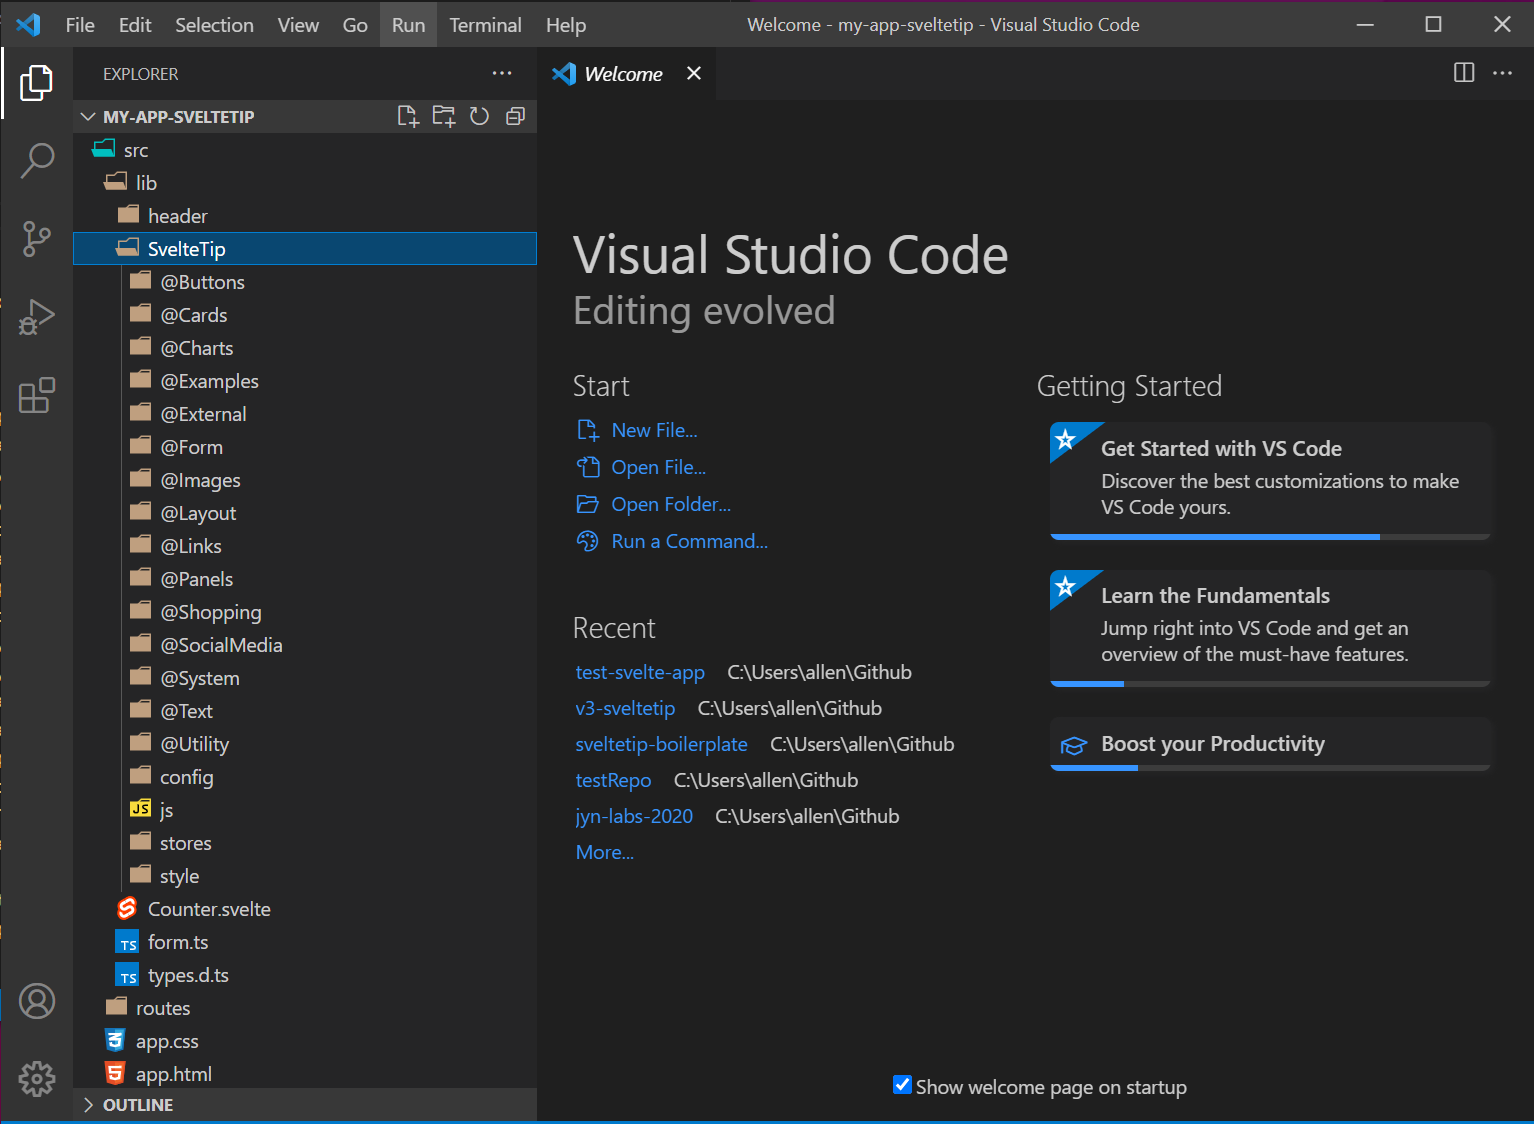 File Edit Selection View Go Run Terminal Help Welcome - my-app-sveltetip - Visual Studio Code
EXPLORER
Welcome
MY-APP-SVELTETIP
src
lib
header
SvelteTip
@Buttons
@Cards
@Charts
@Examples
@External
@Form
@Images
@Layout
@Links
@Panels
@Shopping
@SocialMedia
@System
@Text
@Utility
config
JS js
stores
style
Counter.svelte
TS form.ts
TS types.d.ts
routes
3 app.css
5 app.html
OUTLINE
Visual Studio Code
Editing evolved
Start
New File...
Open File...
Open Folder...
Run a Command...
Recent
test-svelte-app C:\Users\allen\Github
v3-sveltetip C:\Users\allen\Github
sveltetip-boilerplate C:\Users\allen\Github
testRepo C:\Users\allen\Github
jyn-labs-2020 C:\Users\allen\Github
More...
Getting Started
Get Started with VS Code
Discover the best customizations to make
VS Code yours.
Learn the Fundamentals
Jump right into VS Code and get an
overview of the must-have features.
Boost your Productivity
Show welcome page on startup